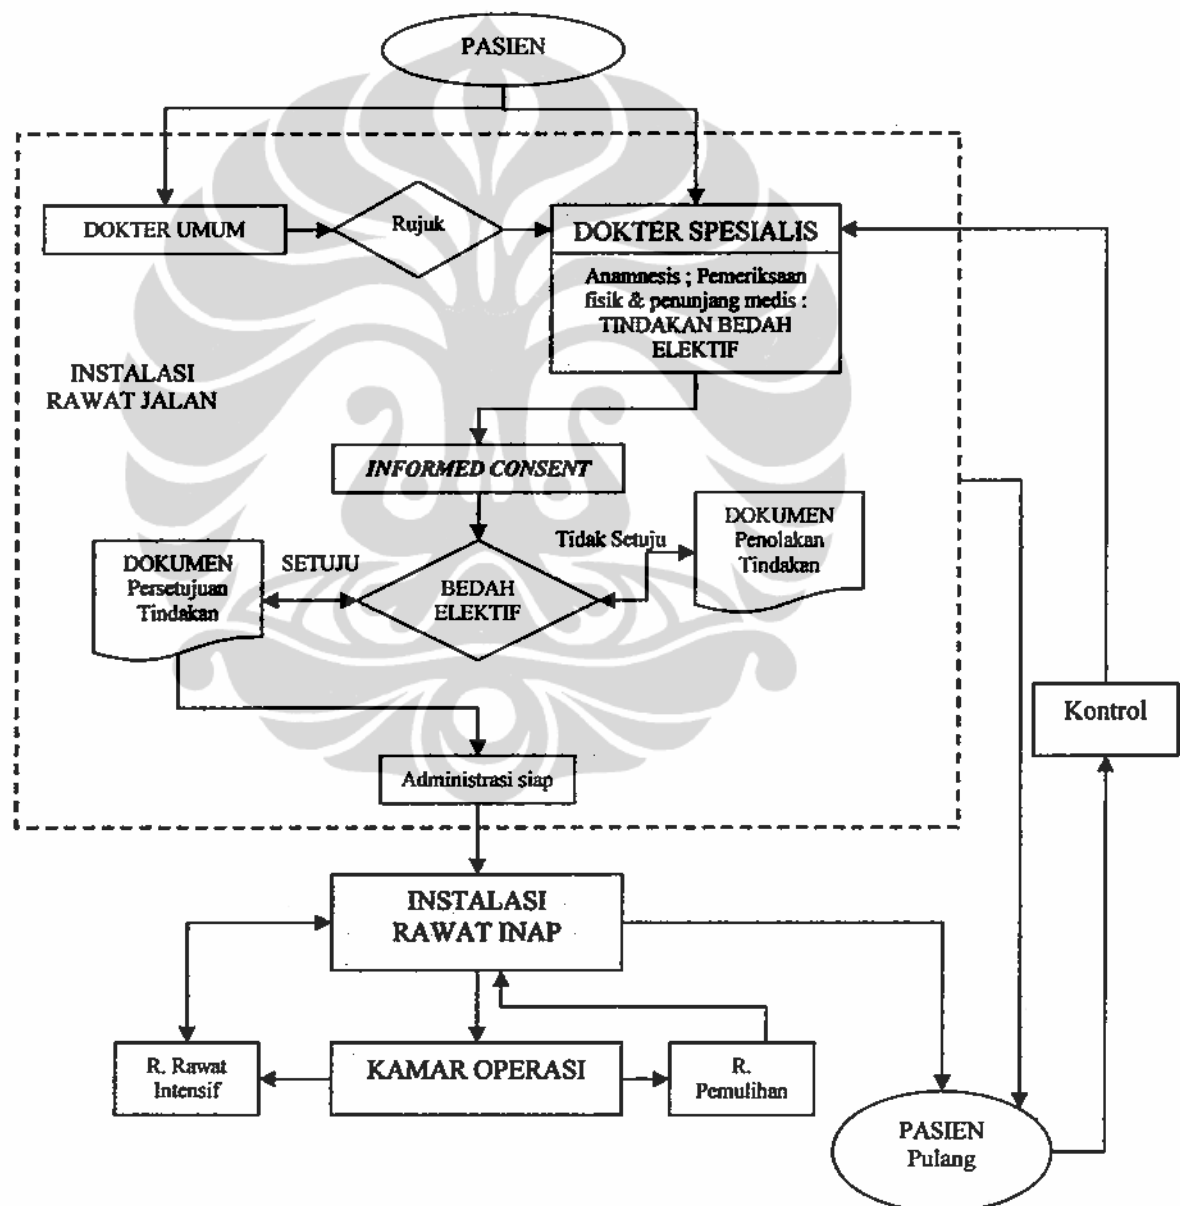 PASIEN
DOKTER UMUM
Rujuk
DOKTER SPESIALIS
Anamnesis ; Pemeriksaan
fisik & penunjang medis :
TINDAKAN BEDAH
ELEKTIF
INSTALASI
RAWAT JALAN
INFORMED CONSENT
DOKUMEN
Persetujuan
Tindakan
SETUJU
BEDAH
ELEKTIF
Tidak Setuju
DOKUMEN
Penolakan
Tindakan
Kontrol
Administrasi siap
INSTALASI
RAWAT INAP
R. Rawat
Intensif
KAMAR OPERASI
R.
Pemulihan
PASIEN
Pulang